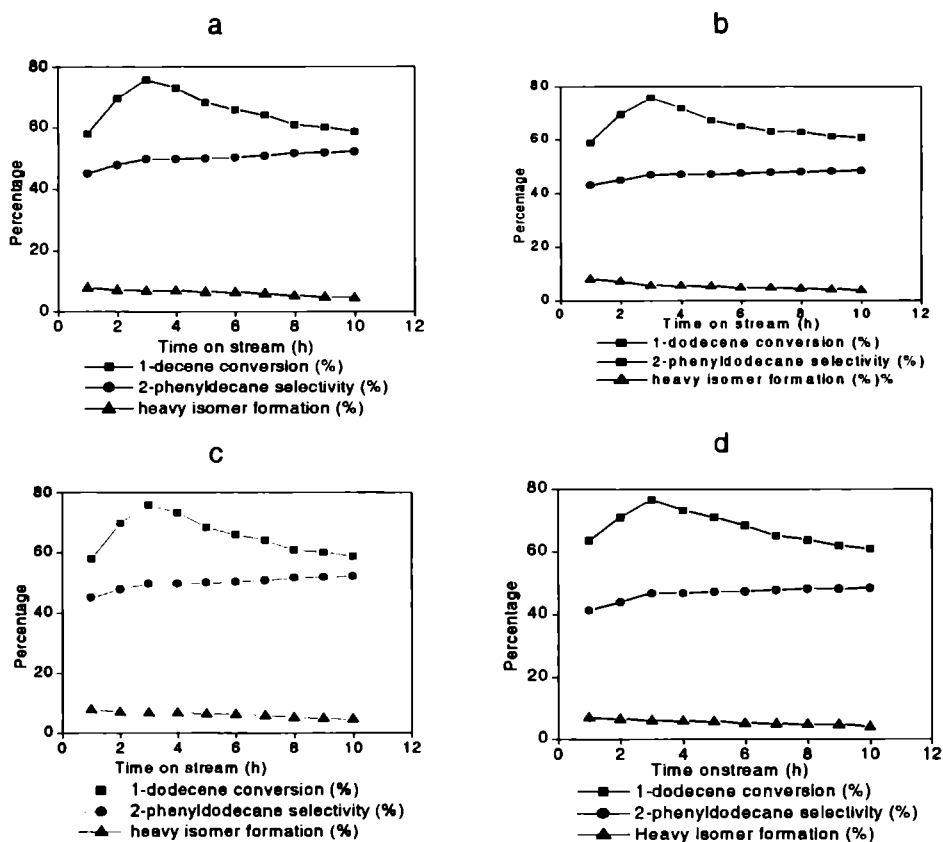 a
80
60
40
20
0
Percentage
0 2 4 6 8 10 12
Time on stream (h)
1-decene conversion (%)
2-phenyldecane selectivity (%)
heavy isomer formation (%)
b
80
60
40
20
0
Percentage
0 2 4 6 8 10 12
Time on stream (h)
1-dodecene conversion (%)
2-phenyldodecane selectivity (%)
heavy isomer formation (%)%
c
80
60
40
20
0
Percentage
0 2 4 6 8 10 12
Time on stream (h)
1-dodecene conversion (%)
2-phenyldodecane selectivity (%)
heavy isomer formation (%)
d
80
60
40
20
0
Percentage
0 2 4 6 8 10 12
Time onstream (h)
1-dodecene conversion (%)
2-phenyldodecane selectivity (%)
Heavy isomer formation (%)